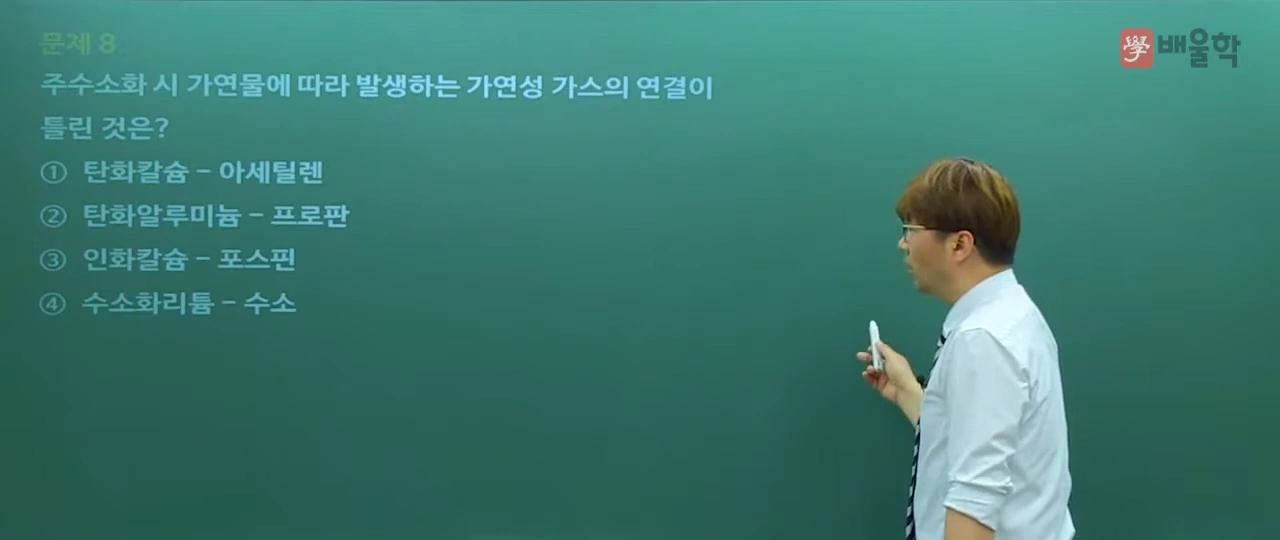 문제 8
學 배울학
주수소화 시 가연물에 따라 발생하는 가연성 가스의 연결이
틀린 것은?
① 탄화칼슘 - 아세틸렌
② 탄화알루미늄 - 프로판
③ 인화칼슘 - 포스핀
④ 수소화리튬 - 수소